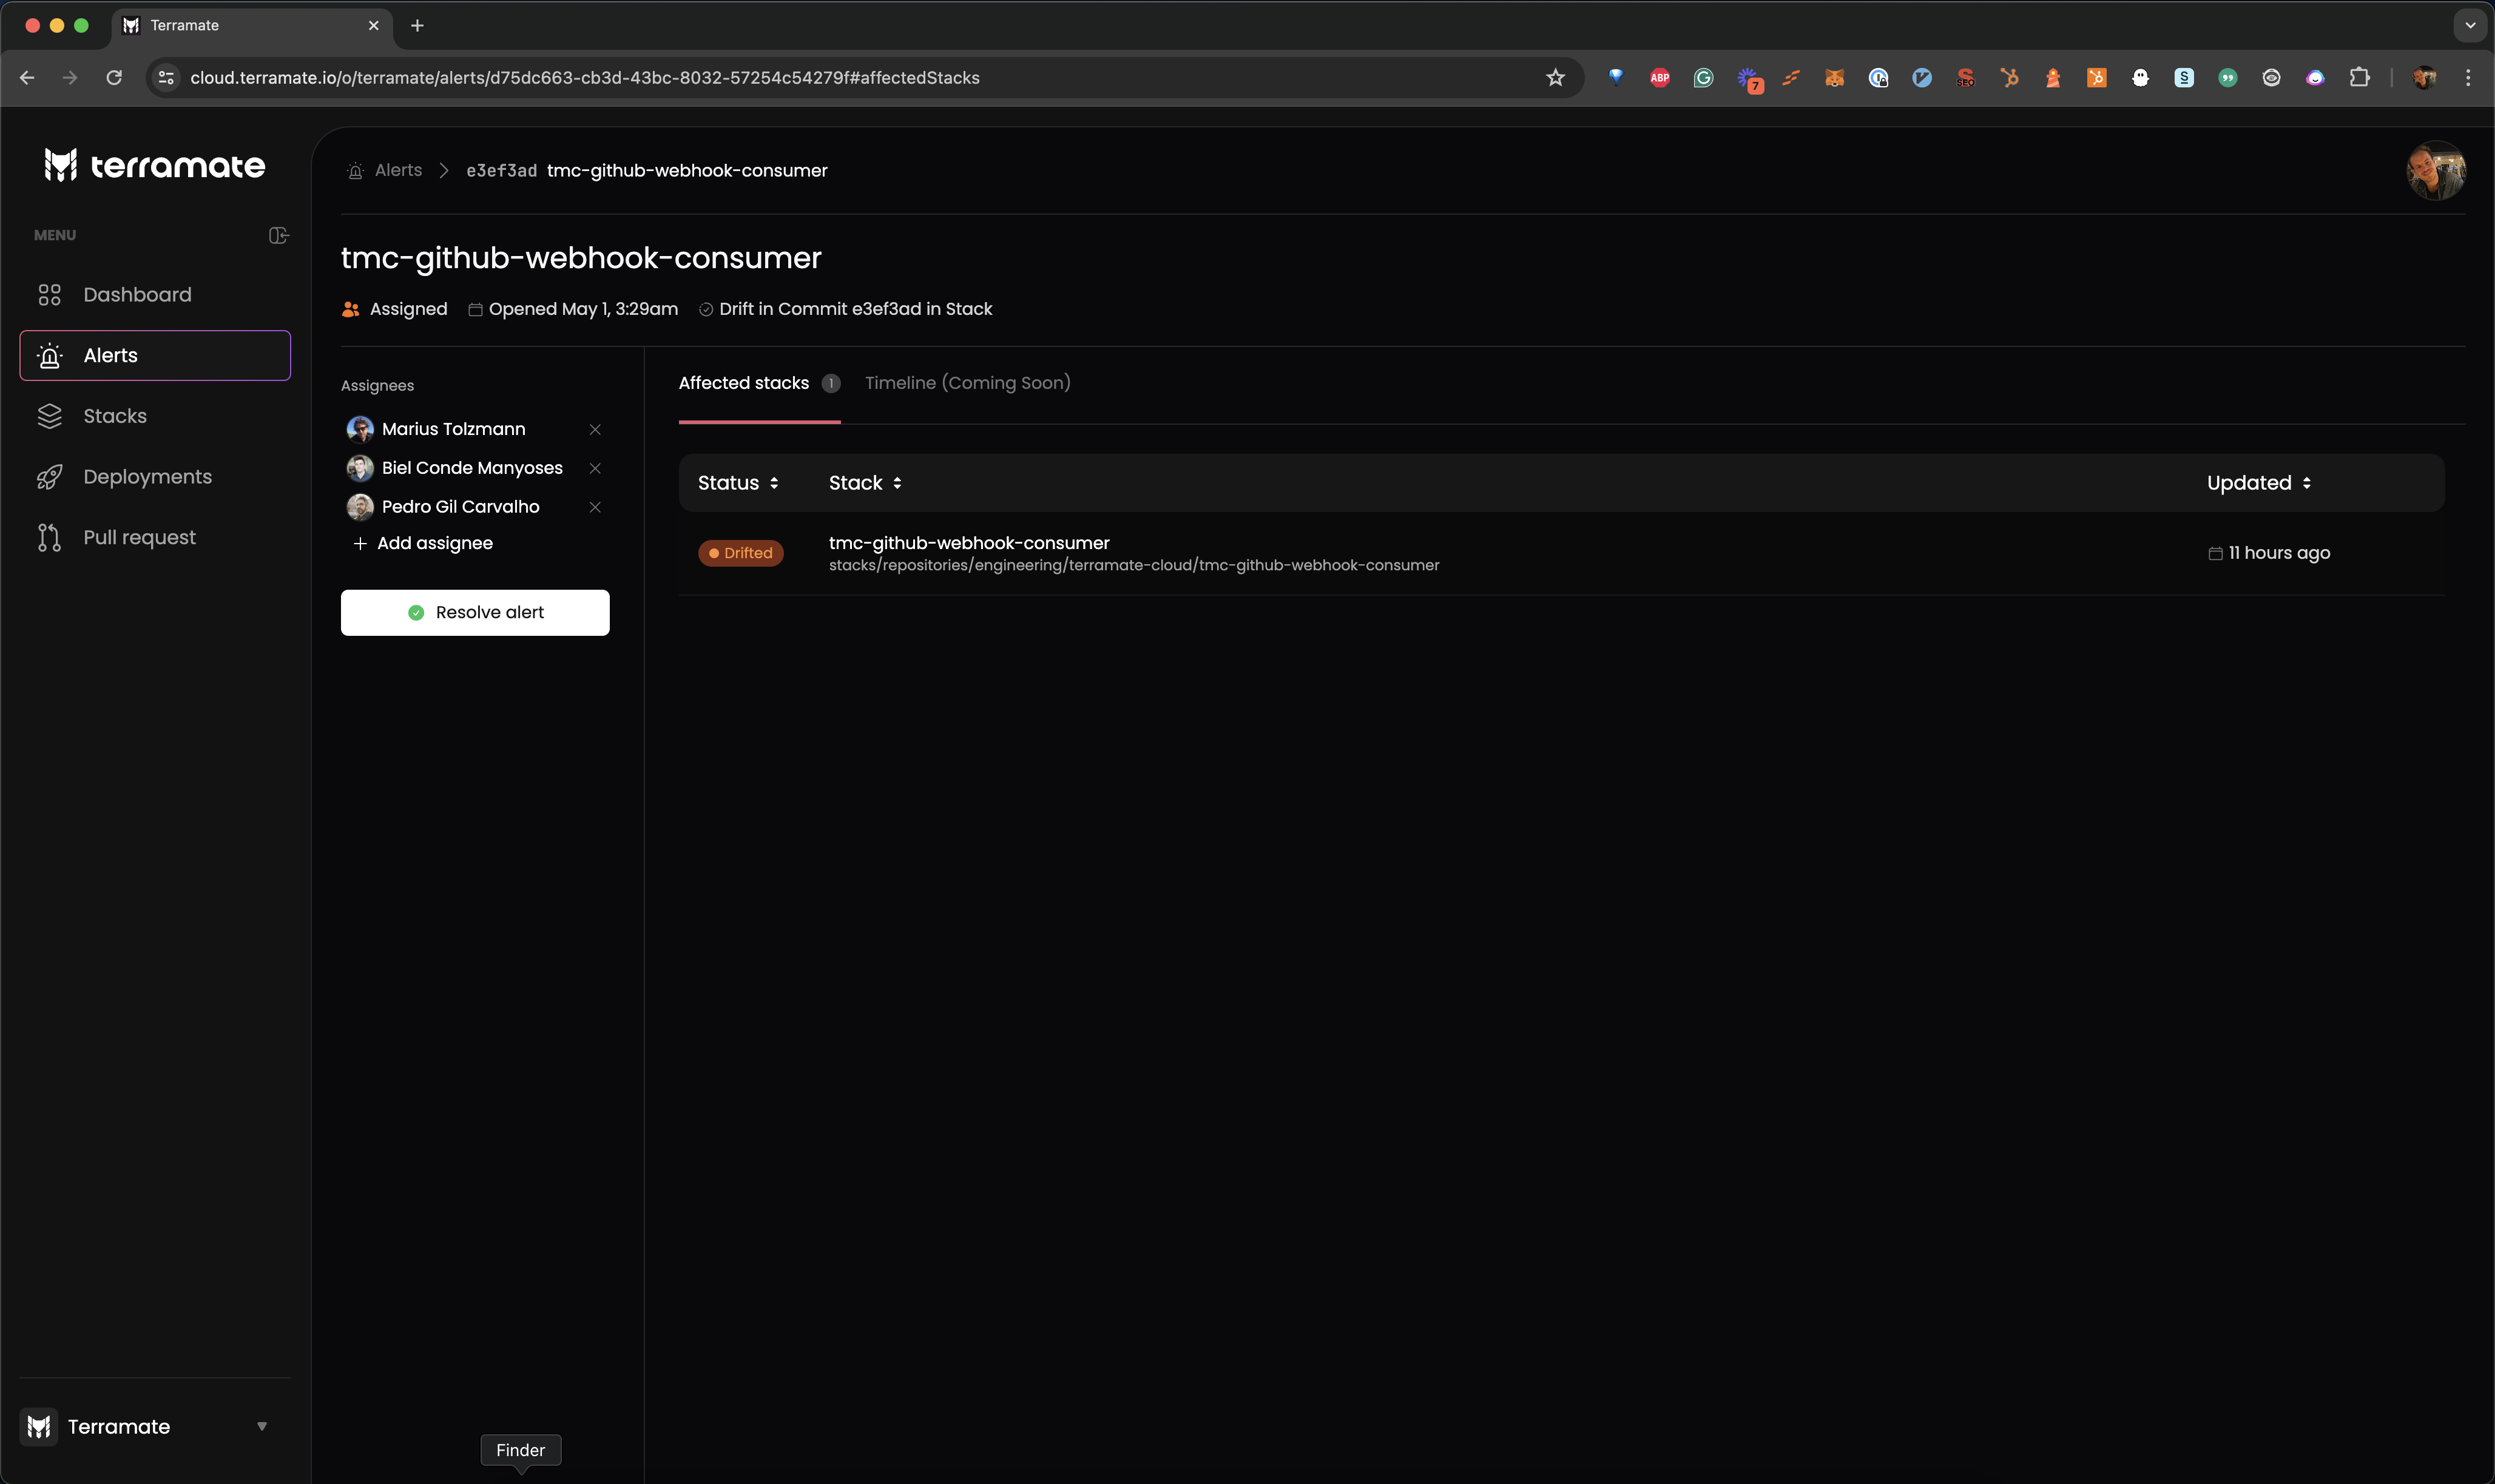 Terramate
cloud.terramate.io/o/terramate/alerts/d75dc663-cb3d-43bc-8032-57254c54279f#affectedStacks
ABP
7
SEO
S
terramate
Alerts
e3ef3ad tmc-github-webhook-consumer
MENU
Dashboard
Alerts
Stacks
Deployments
Pull request
tmc-github-webhook-consumer
Assigned Opened May 1, 3:29am Drift in Commit e3ef3ad in Stack
Assignees
Marius Tolzmann
Biel Conde Manyoses
Pedro Gil Carvalho
+ Add assignee
Resolve alert
Affected stacks 1 Timeline (Coming Soon)
Status Stack Updated
Drifted
tmc-github-webhook-consumer
stacks/repositories/engineering/terramate-cloud/tmc-github-webhook-consumer
11 hours ago
Terramate
Finder